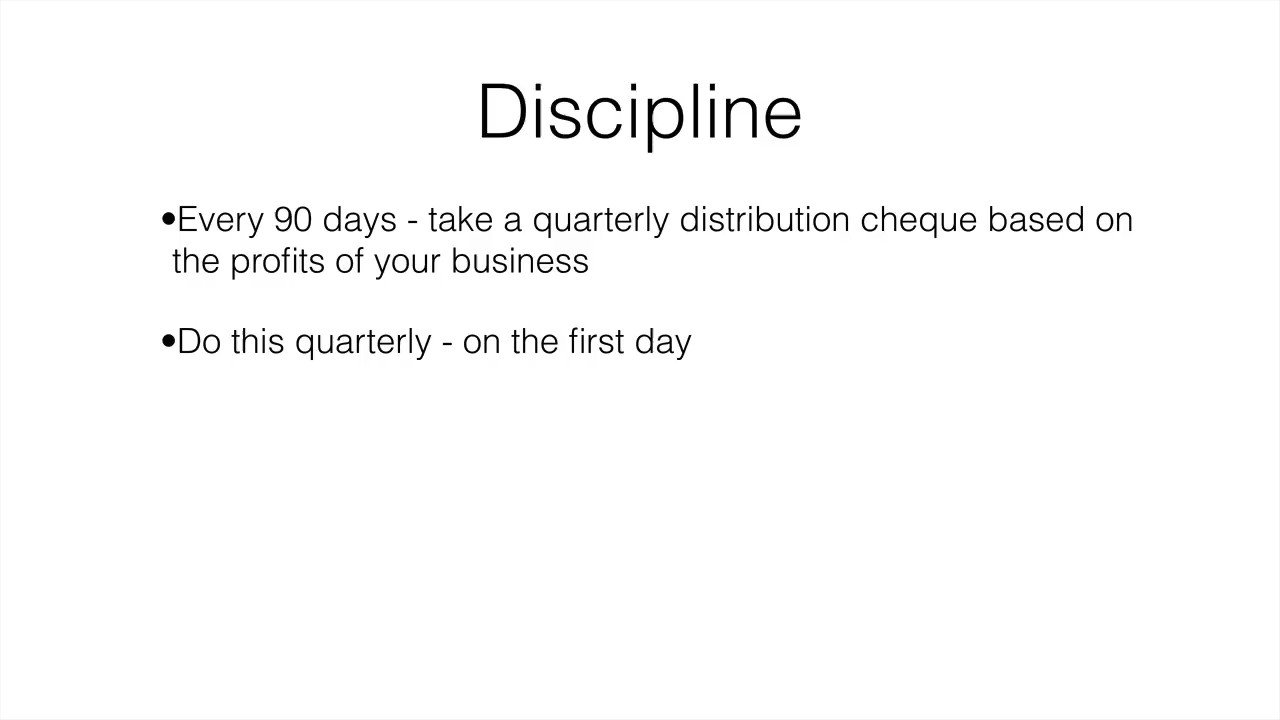 Discipline
•Every 90 days - take a quarterly distribution cheque based on
the profits of your business
•Do this quarterly - on the first day